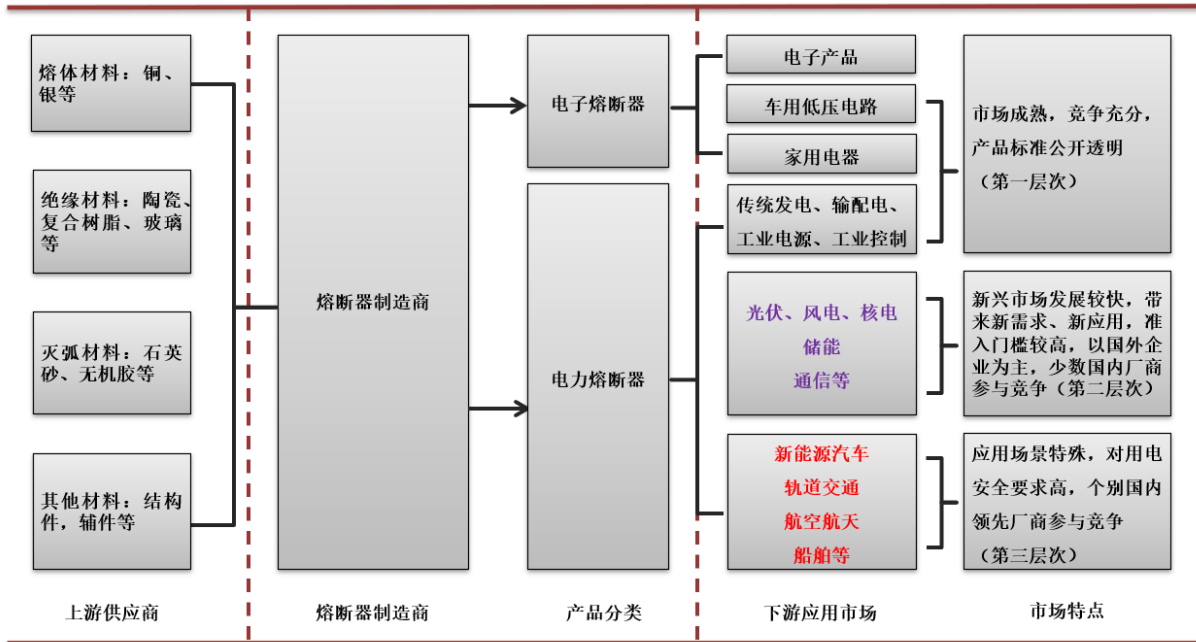 熔体材料：铜、
银等
绝缘材料：陶瓷、
复合树脂、玻璃
等
灭弧材料：石英
砂、无机胶等
其他材料：结构
件，辅件等
上游供应商
熔断器制造商
熔断器制造商
电子熔断器
电力熔断器
产品分类
电子产品
车用低压电路
家用电器
传统发电、输配电、
工业电源、工业控制
光伏、风电、核电
储能
通信等
新能源汽车
轨道交通
航空航天
船舶等
下游应用市场
市场成熟，竞争充分，
产品标准公开透明
（第一层次）
新兴市场发展较快，带
来新需求、新应用，准
入门槛较高，以国外企
业为主，少数国内厂商
参与竞争（第二层次）
应用场景特殊，对用电
安全要求高，个别国内
领先厂商参与竞争
（第三层次）
市场特点